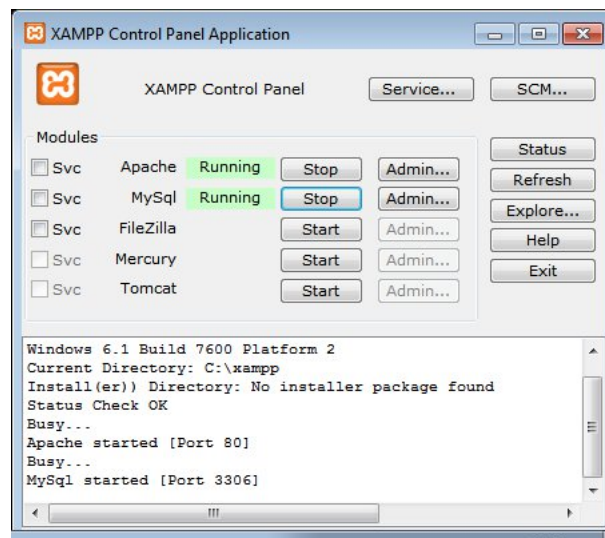 XAMPP Control Panel Application
XAMPP Control Panel Service... SCM...
Modules
Svc Apache Running Stop Admin...
Svc MySql Running Stop Admin...
Svc FileZilla Start Admin...
Svc Mercury Start Admin...
Svc Tomcat Start Admin...
Status
Refresh
Explore...
Help
Exit
Windows 6.1 Build 7600 Platform 2
Current Directory: C:\xampp
Install(er)) Directory: No installer package found
Status Check OK
Busy...
Apache started [Port 80]
Busy...
MySql started [Port 3306]